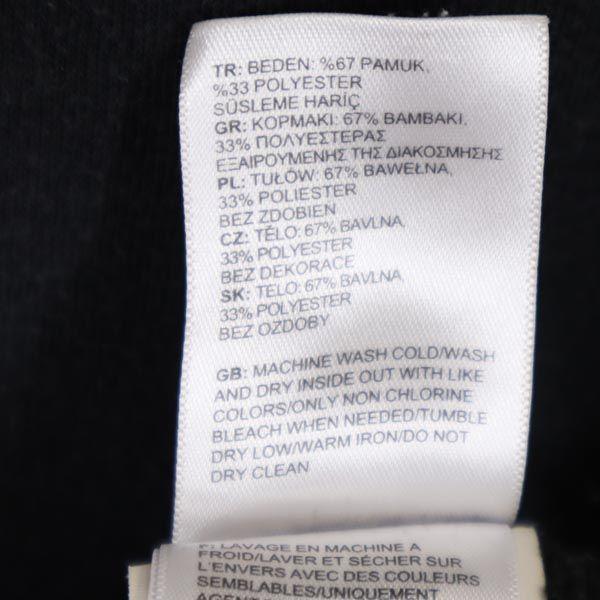 TR: BEDEN: %67 PAMUK,
%33 POLYESTER
SÜSLEME HARİÇ
GR: ΚΟΡΜΑΚΙ: 67% ΒΑΜΒΑΚΙ,
33% ΠΟΛΥΕΣΤΕΡΑΣ
ΕΞΑΙΡΟΥΜΕΝΗΣ ΤΗΣ ΔΙΑΚΟΣΜΗΣΗΣ
PL: TUŁÓW: 67% BAWEŁNA,
33% POLIESTER
BEZ ZDOBIEN
CZ: TĚLO: 67% BAVLNA,
33% POLYESTER
BEZ DEKORACE
SK: TELO: 67% BAVLNA,
33% POLYESTER
BEZ OZDOBY
GB: MACHINE WASH COLD/WASH
AND DRY INSIDE OUT WITH LIKE
COLORS/ONLY NON CHLORINE
BLEACH WHEN NEEDED/TUMBLE
DRY LOW/WARM IRON/DO NOT
DRY CLEAN
F: LAVAGE EN MACHINE A
FROID/LAVER ET SÉCHER SUR
L'ENVERS AVEC DES COULEURS
SEMBLABLES/UNIQUEMENT